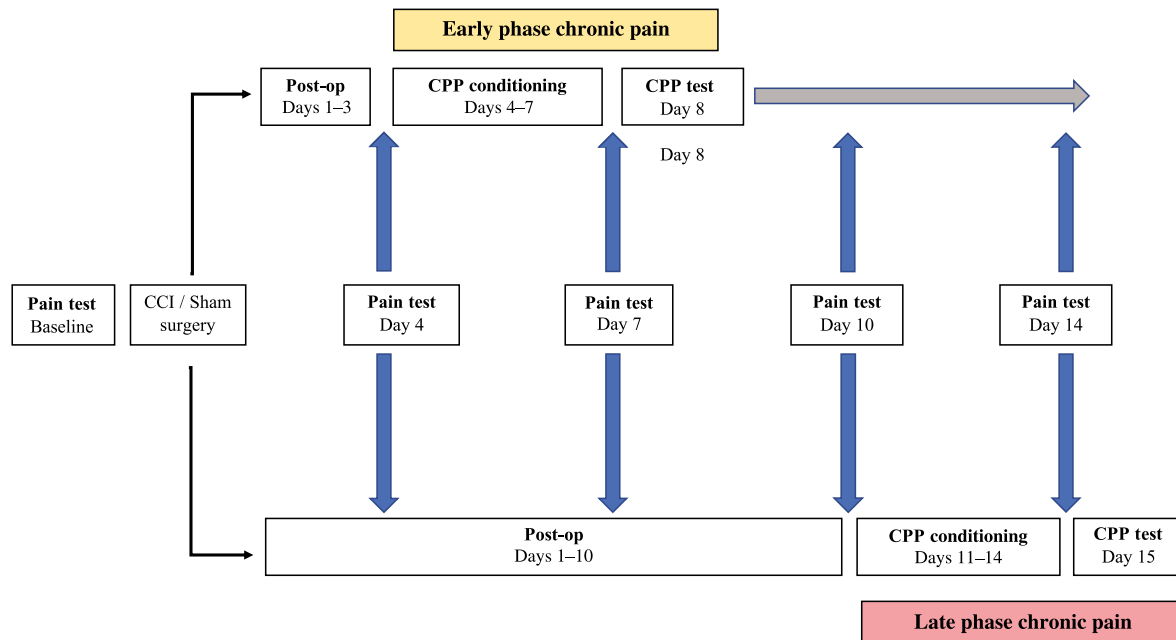 Early phase chronic pain
Post-op
Days 1–3
CPP conditioning
Days 4–7
CPP test
Day 8
Day 8
Pain test
Baseline
CCI / Sham
surgery
Pain test
Day 4
Pain test
Day 7
Pain test
Day 10
Pain test
Day 14
Post-op
Days 1–10
CPP conditioning
Days 11–14
CPP test
Day 15
Late phase chronic pain